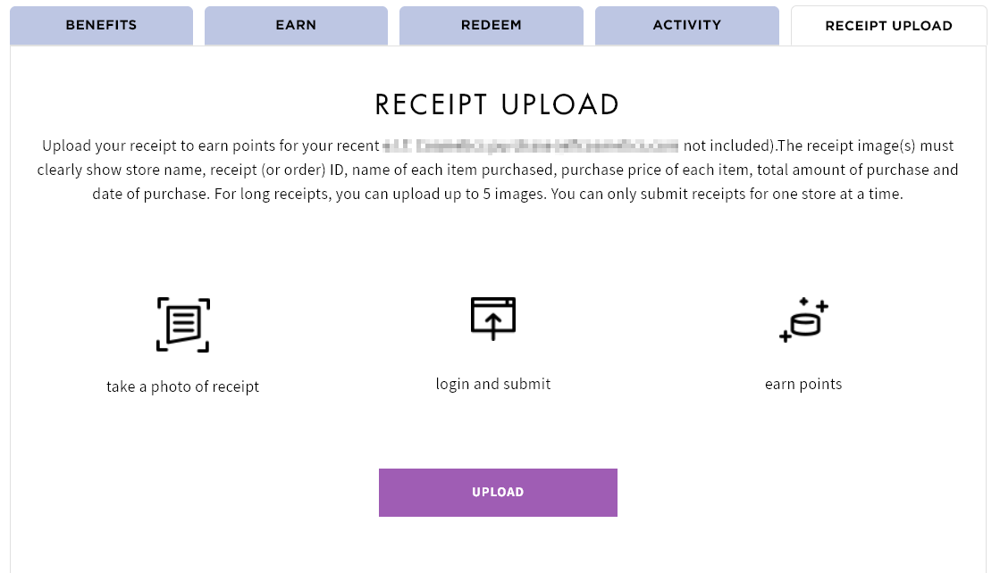 BENEFITS
EARN
REDEEM
ACTIVITY
RECEIPT UPLOAD
RECEIPT UPLOAD
Upload your receipt to earn points for your recent not included).The receipt image(s) must
clearly show store name, receipt (or order) ID, name of each item purchased, purchase price of each item, total amount of purchase and
date of purchase. For long receipts, you can upload up to 5 images. You can only submit receipts for one store at a time.
take a photo of receipt
login and submit
earn points
UPLOAD